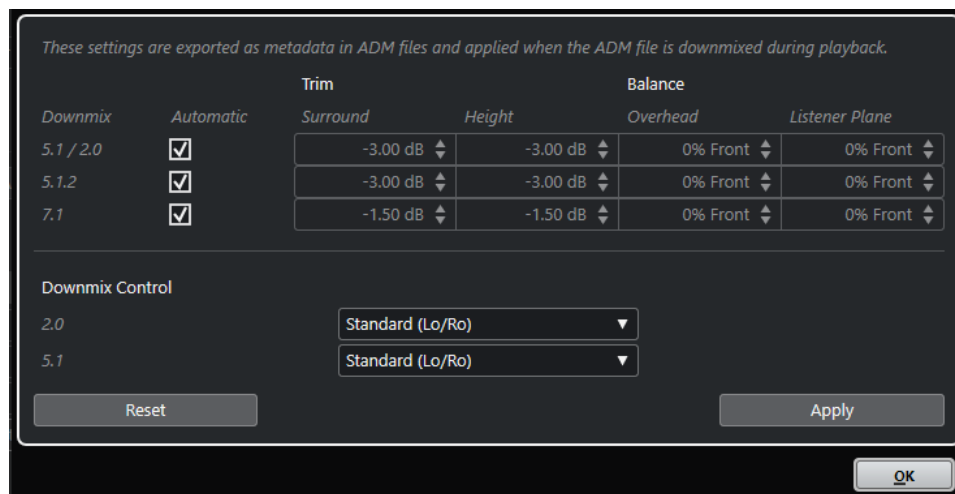 These settings are exported as metadata in ADM files and applied when the ADM file is downmixed during playback.
Trim Balance
Downmix Automatic Surround Height Overhead Listener Plane
5.1 / 2.0 -3.00 dB -3.00 dB 0% Front 0% Front
5.1.2 -3.00 dB -3.00 dB 0% Front 0% Front
7.1 -1.50 dB -1.50 dB 0% Front 0% Front
Downmix Control
2.0 Standard (Lo/Ro)
5.1 Standard (Lo/Ro)
Reset Apply
OK